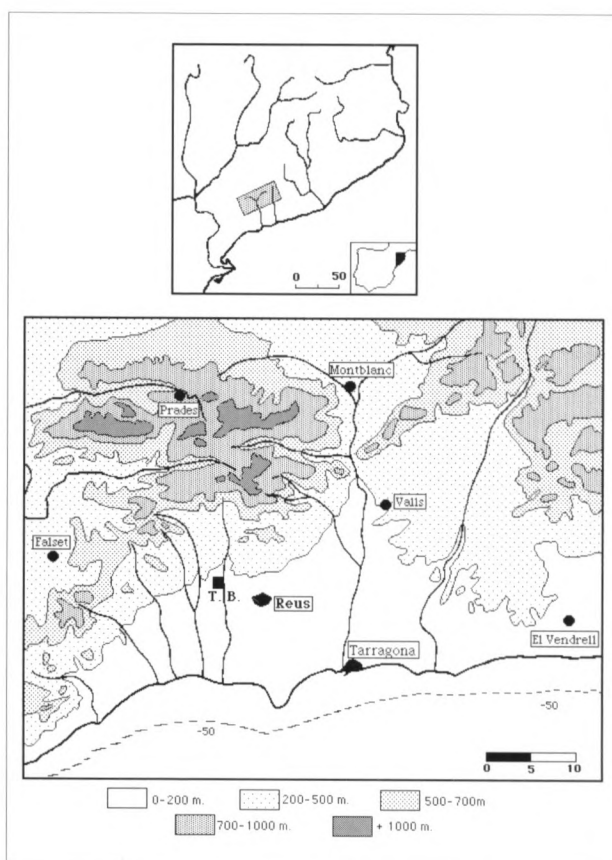 0 50
Montblanc
Prades
Valls
Falset
T. B.
Reus
El Vendrell
Tarragona
-50
-50
0 5 10
0-200 m.
200-500 m.
500-700m
700-1000 m.
+ 1000 m.